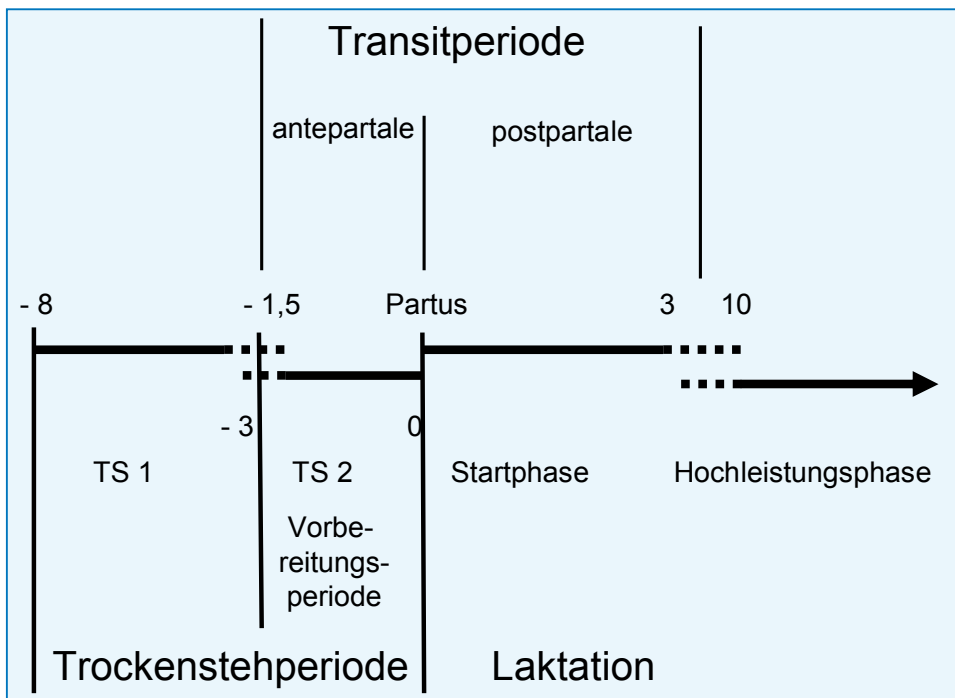 Transitperiode
antepartale postpartale
- 8 - 1,5 Partus 3 10
- 3 0
TS 1 TS 2 Startphase Hochleistungsphase
Vorbe-
reitungs-
periode
Trockenstehperiode Laktation